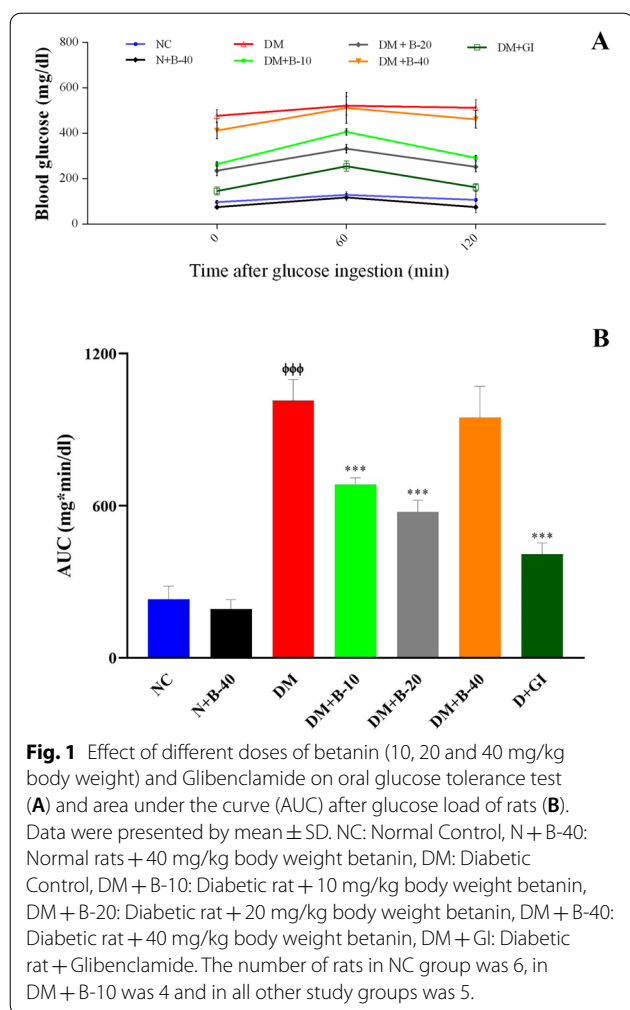 A
NC
DM
DM + B-20
DM+GI
N+B-40
DM+B-10
DM +B-40
Blood glucose (mg/dl)
800
600
400
200
0
0
60
120
Time after glucose ingestion (min)
B
AUC (mg*min/dl)
1200
600
0
ϕϕϕ
***
***
***
NC
N+B-40
DM
DM+B-10
DM+B-20
DM+B-40
D+GI
Fig. 1 Effect of different doses of betanin (10, 20 and 40 mg/kg
body weight) and Glibenclamide on oral glucose tolerance test
(A) and area under the curve (AUC) after glucose load of rats (B).
Data were presented by mean ± SD. NC: Normal Control, N + B-40:
Normal rats + 40 mg/kg body weight betanin, DM: Diabetic
Control, DM + B-10: Diabetic rat + 10 mg/kg body weight betanin,
DM + B-20: Diabetic rat + 20 mg/kg body weight betanin, DM + B-40:
Diabetic rat + 40 mg/kg body weight betanin, DM + GI: Diabetic
rat + Glibenclamide. The number of rats in NC group was 6, in
DM + B-10 was 4 and in all other study groups was 5.